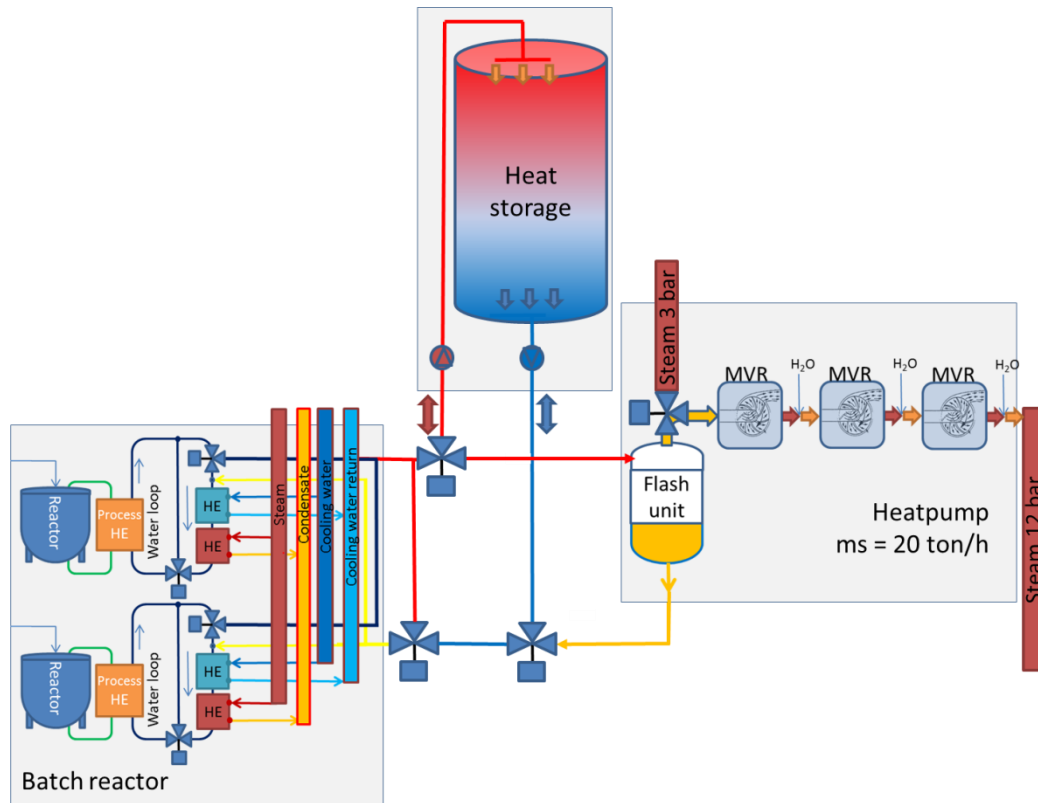 Heat
storage
Steam 3 bar
MVR
H₂O
MVR
H₂O
MVR
H₂O
Flash
unit
Heatpump
ms = 20 ton/h
Steam 12 bar
Steam
Condensate
Cooling water
Cooling water return
Reactor
Process
HE
Water loop
HE
HE
Reactor
Process
HE
Water loop
HE
HE
Batch reactor